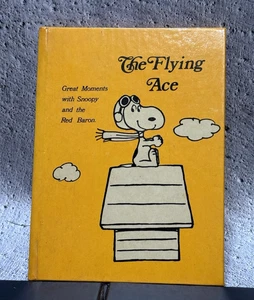 The Flying
Ace
Great Moments
with Snoopy
and the
Red Baron.